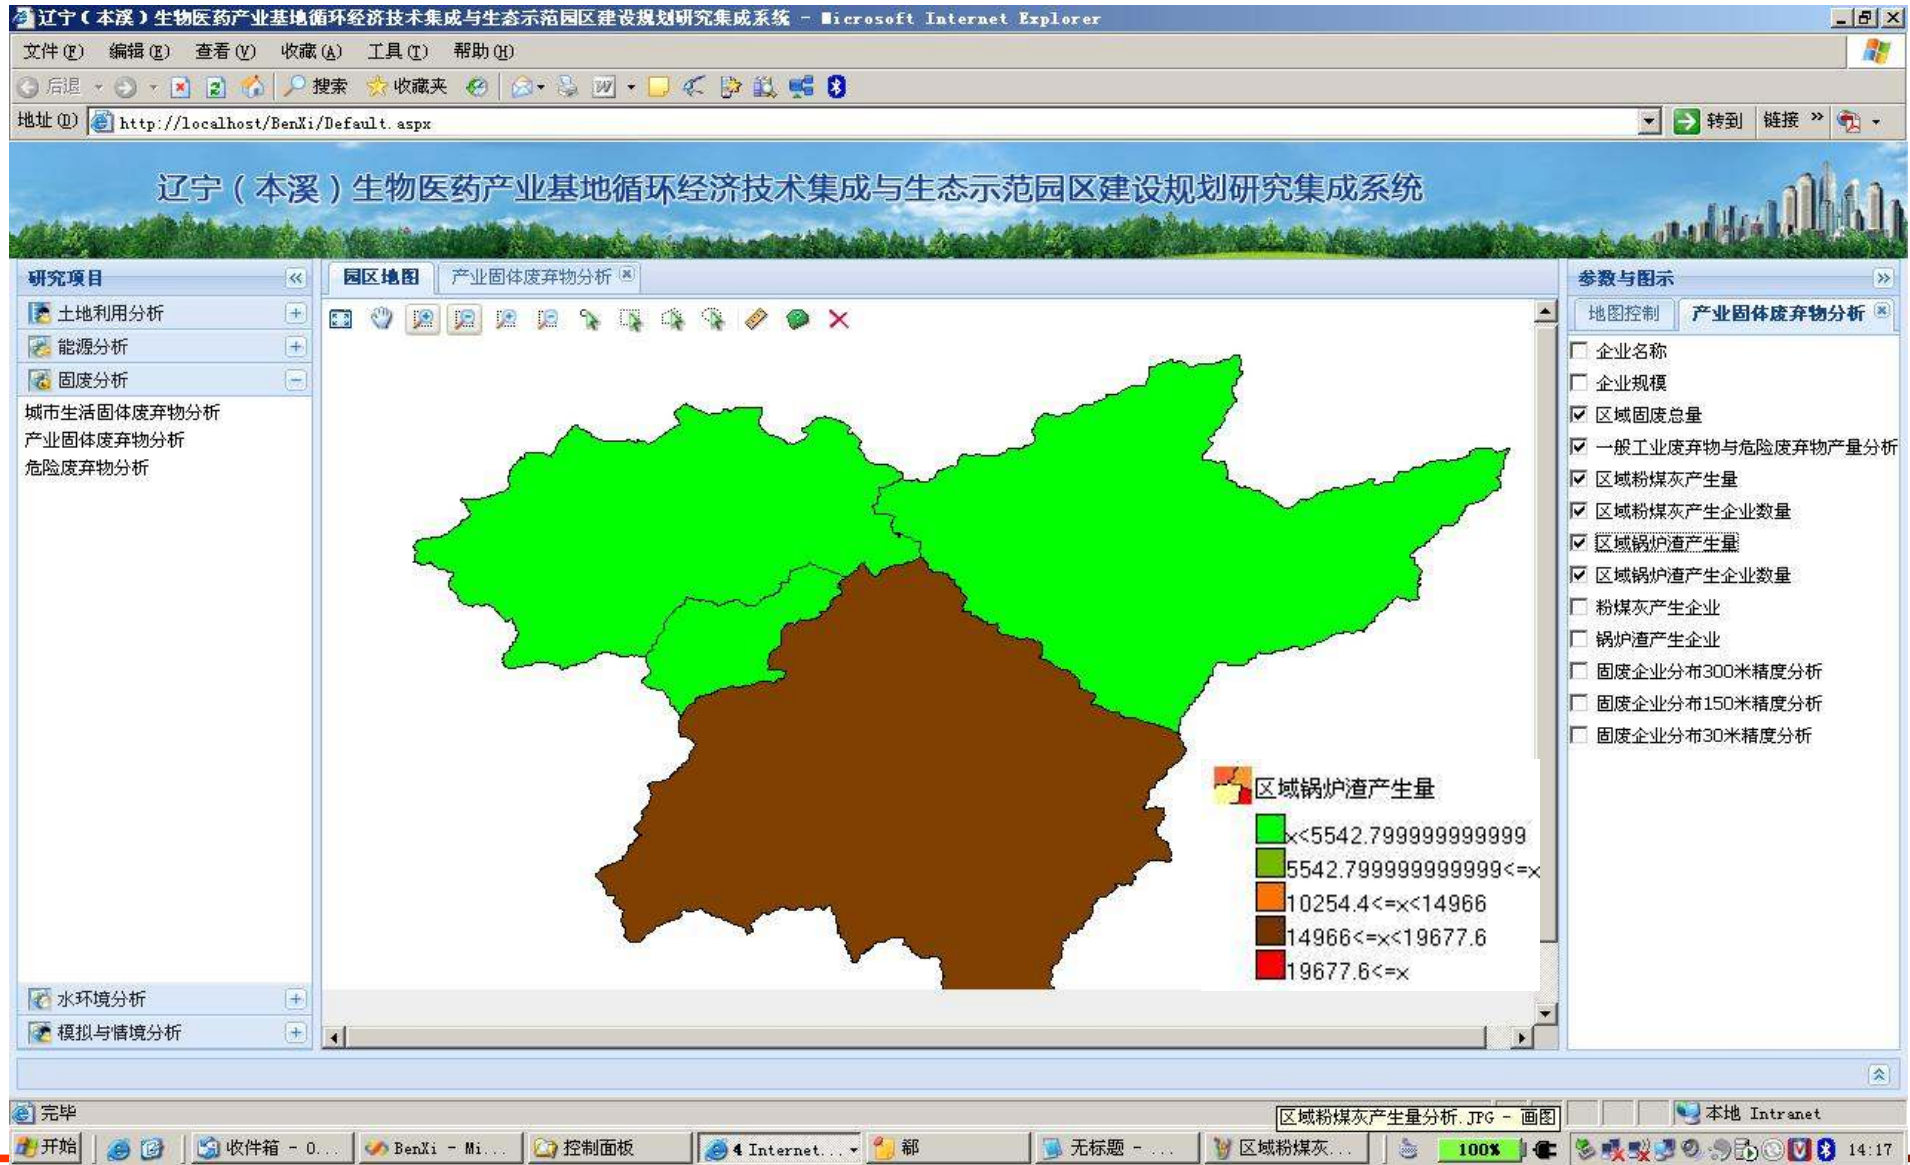 辽宁(本溪)生物医药产业基地循环经济技术集成与生态示范园区建设规划研究集成系统 - Microsoft Internet Explorer
文件(F) 编辑(E) 查看(V) 收藏(A) 工具(T) 帮助(H)
后退 搜索 收藏夹
地址(D) http://localhost/BenXi/Default.aspx 转到 链接 »
辽宁(本溪)生物医药产业基地循环经济技术集成与生态示范园区建设规划研究集成系统
研究项目
土地利用分析
能源分析
固废分析
城市生活固体废弃物分析
产业固体废弃物分析
危险废弃物分析
水环境分析
模拟与情境分析
园区地图 产业固体废弃物分析
区域锅炉渣产生量
x<5542.799999999999
5542.799999999999<=x
10254.4<=x<14966
14966<=x<19677.6
19677.6<=x
参数与图示
地图控制 产业固体废弃物分析
企业名称
企业规模
区域固废总量
一般工业废弃物与危险废弃物产量分析
区域粉煤灰产生量
区域粉煤灰产生企业数量
区域锅炉渣产生量
区域锅炉渣产生企业数量
粉煤灰产生企业
锅炉渣产生企业
固废企业分布300米精度分析
固废企业分布150米精度分析
固废企业分布30米精度分析
完毕 区域粉煤灰产生量分析.JPG - 画图 本地 Intranet
开始 收件箱 - O... BenXi - Mi... 控制面板 4 Internet... 鄀 无标题 - ... 区域粉煤灰... 100% 14:17